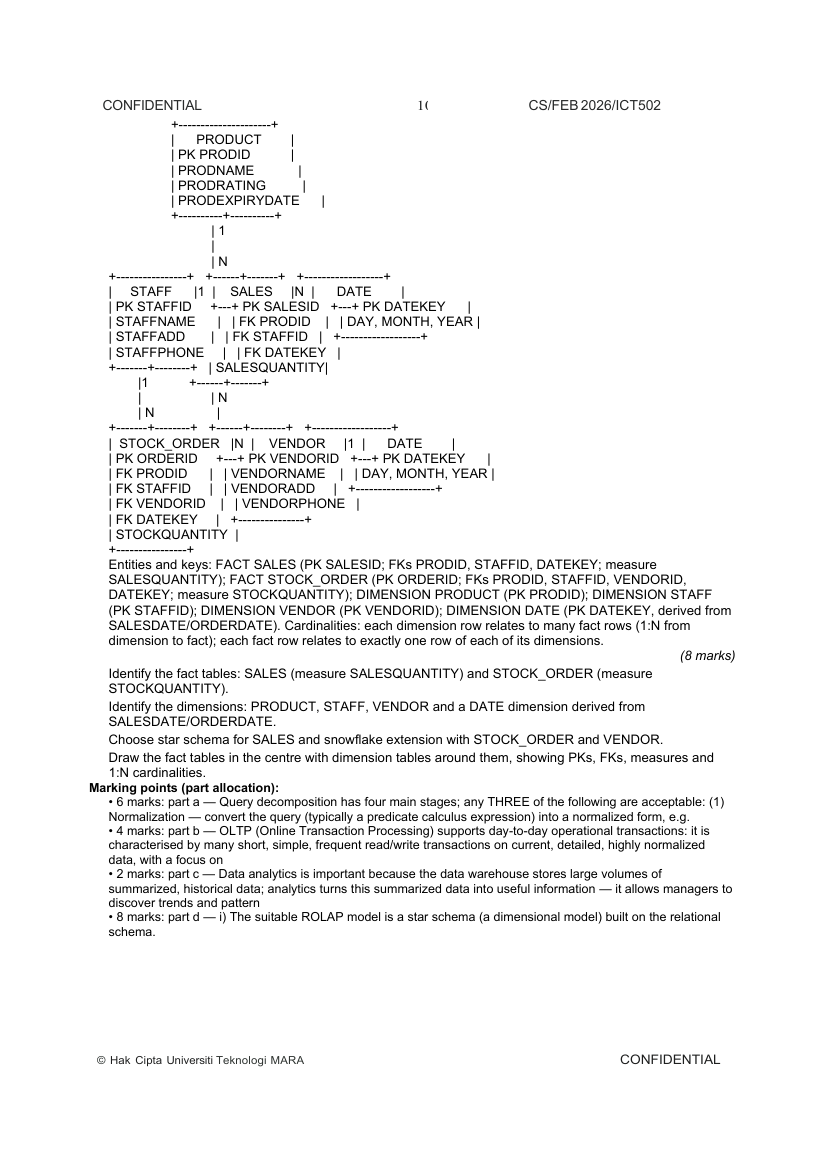 CONFIDENTIAL 1( CS/FEB 2026/ICT502
+---------------------+
| PRODUCT |
| PK PRODID |
| PRODNAME |
| PRODRATING |
| PRODEXPIRYDATE |
+----------+----------+
| 1
|
| N
+----------------+ +------+-------+ +------------------+
| STAFF |1 | SALES |N | DATE |
| PK STAFFID +---+ PK SALESID +---+ PK DATEKEY |
| STAFFNAME | | FK PRODID | | DAY, MONTH, YEAR |
| STAFFADD | | FK STAFFID | +------------------+
| STAFFPHONE | | FK DATEKEY |
+-------+--------+ | SALESQUANTITY|
|1 +------+-------+
| | N
| N |
+-------+--------+ +------+--------+ +------------------+
| STOCK_ORDER |N | VENDOR |1 | DATE |
| PK ORDERID +---+ PK VENDORID +---+ PK DATEKEY |
| FK PRODID | | VENDORNAME | | DAY, MONTH, YEAR |
| FK STAFFID | | VENDORADD | +------------------+
| FK VENDORID | | VENDORPHONE |
| FK DATEKEY | +---------------+
| STOCKQUANTITY |
+----------------+
Entities and keys: FACT SALES (PK SALESID; FKs PRODID, STAFFID, DATEKEY; measure
SALESQUANTITY); FACT STOCK_ORDER (PK ORDERID; FKs PRODID, STAFFID, VENDORID,
DATEKEY; measure STOCKQUANTITY); DIMENSION PRODUCT (PK PRODID); DIMENSION STAFF
(PK STAFFID); DIMENSION VENDOR (PK VENDORID); DIMENSION DATE (PK DATEKEY, derived from
SALESDATE/ORDERDATE). Cardinalities: each dimension row relates to many fact rows (1:N from
dimension to fact); each fact row relates to exactly one row of each of its dimensions.
(8 marks)
Identify the fact tables: SALES (measure SALESQUANTITY) and STOCK_ORDER (measure
STOCKQUANTITY).
Identify the dimensions: PRODUCT, STAFF, VENDOR and a DATE dimension derived from
SALESDATE/ORDERDATE.
Choose star schema for SALES and snowflake extension with STOCK_ORDER and VENDOR.
Draw the fact tables in the centre with dimension tables around them, showing PKs, FKs, measures and
1:N cardinalities.
Marking points (part allocation):
• 6 marks: part a — Query decomposition has four main stages; any THREE of the following are acceptable: (1)
Normalization — convert the query (typically a predicate calculus expression) into a normalized form, e.g.
• 4 marks: part b — OLTP (Online Transaction Processing) supports day-to-day operational transactions: it is
characterised by many short, simple, frequent read/write transactions on current, detailed, highly normalized
data, with a focus on
• 2 marks: part c — Data analytics is important because the data warehouse stores large volumes of
summarized, historical data; analytics turns this summarized data into useful information — it allows managers to
discover trends and pattern
• 8 marks: part d — i) The suitable ROLAP model is a star schema (a dimensional model) built on the relational
schema.
© Hak Cipta Universiti Teknologi MARA CONFIDENTIAL